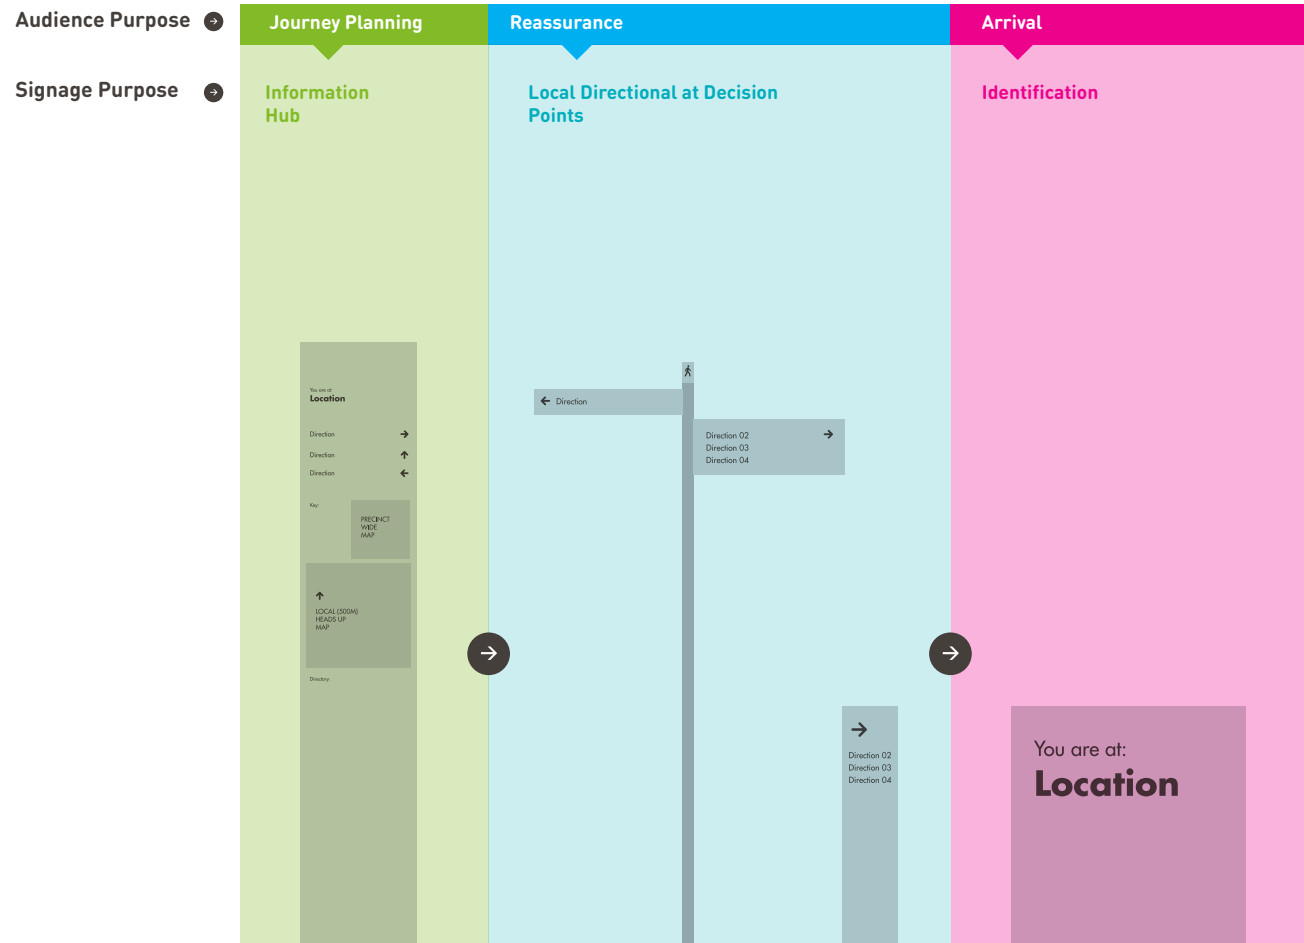 Audience Purpose
Journey Planning
Reassurance
Arrival
Signage Purpose
Information
Hub
Local Directional at Decision
Points
Identification
You are at
Location
Direction
Direction
Direction
Key:
PRECINCT
WIDE
MAP
LOCAL (500M)
HEADS UP
MAP
Directory:
Direction
Direction 02
Direction 03
Direction 04
Direction 02
Direction 03
Direction 04
You are at:
Location